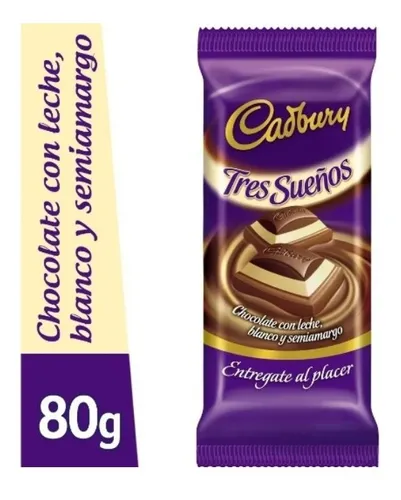 Chocolate con leche,
blanco y semiamargo
80g
Cadbury
Tres Sueños
Chocolate con leche,
blanco y semiamargo
Entregate al placer